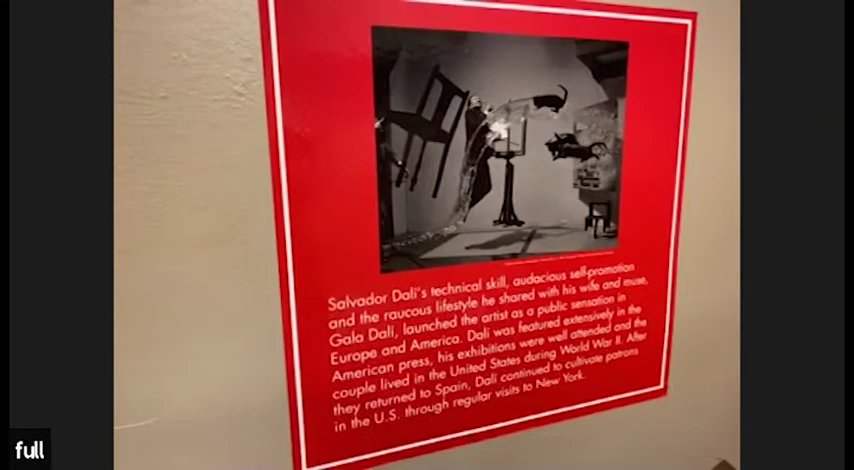 Salvador Dalí's technical skill, audacious self-promotion
and the raucous lifestyle he shared with his wife and muse,
Gala Dalí, launched the artist as a public sensation in
Europe and America. Dalí was featured extensively in the
American press, his exhibitions were well attended and the
couple lived in the United States during World War II. After
they returned to Spain, Dalí continued to cultivate patrons
in the U.S. through regular visits to New York.
full